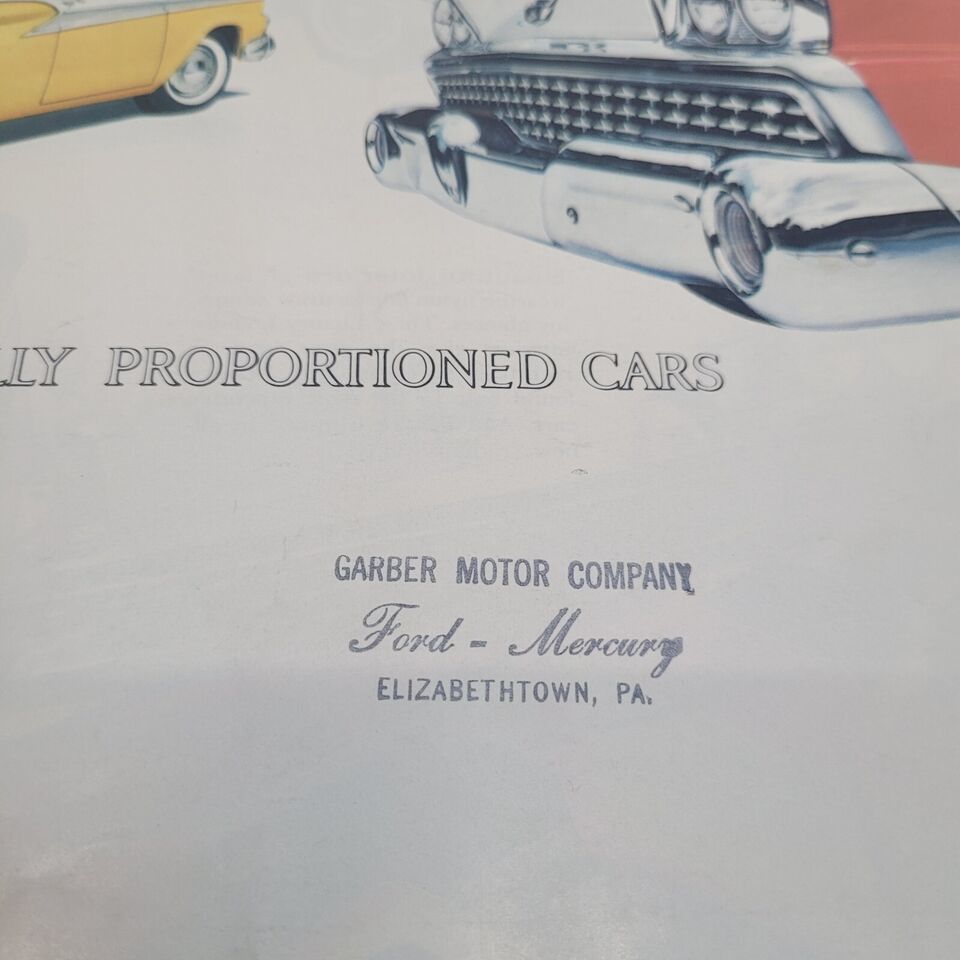 LLY PROPORTIONED CARS
GARBER MOTOR COMPANY
Ford - Mercury
ELIZABETHTOWN, PA.